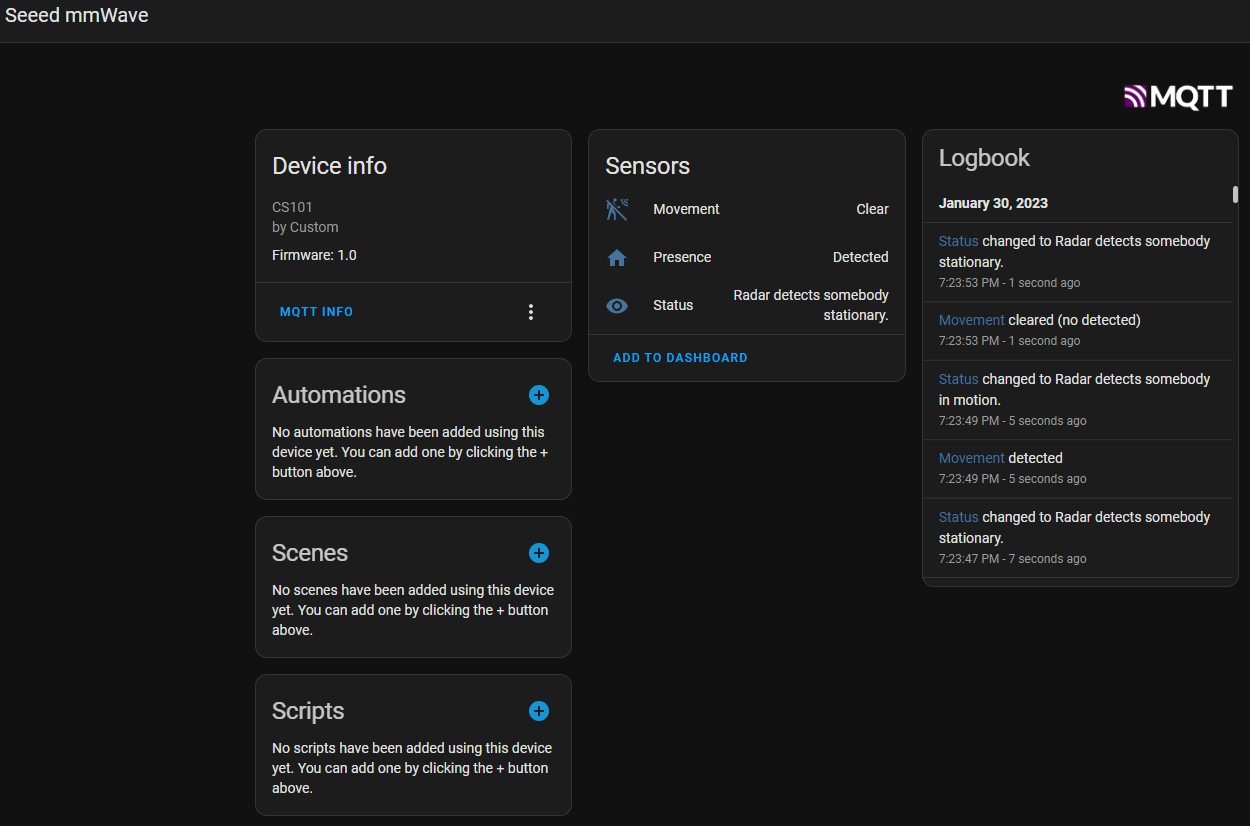 Seeed mmWave
MQTT
Device info
CS101
by Custom
Firmware: 1.0
MQTT INFO
Automations
No automations have been added using this
device yet. You can add one by clicking the +
button above.
Scenes
No scenes have been added using this device
yet. You can add one by clicking the + button
above.
Scripts
No scripts have been added using this device
yet. You can add one by clicking the + button
above.
Sensors
Movement Clear
Presence Detected
Status Radar detects somebody
stationary.
ADD TO DASHBOARD
Logbook
January 30, 2023
Status changed to Radar detects somebody
stationary.
7:23:53 PM - 1 second ago
Movement cleared (no detected)
7:23:53 PM - 1 second ago
Status changed to Radar detects somebody
in motion.
7:23:49 PM - 5 seconds ago
Movement detected
7:23:49 PM - 5 seconds ago
Status changed to Radar detects somebody
stationary.
7:23:47 PM - 7 seconds ago